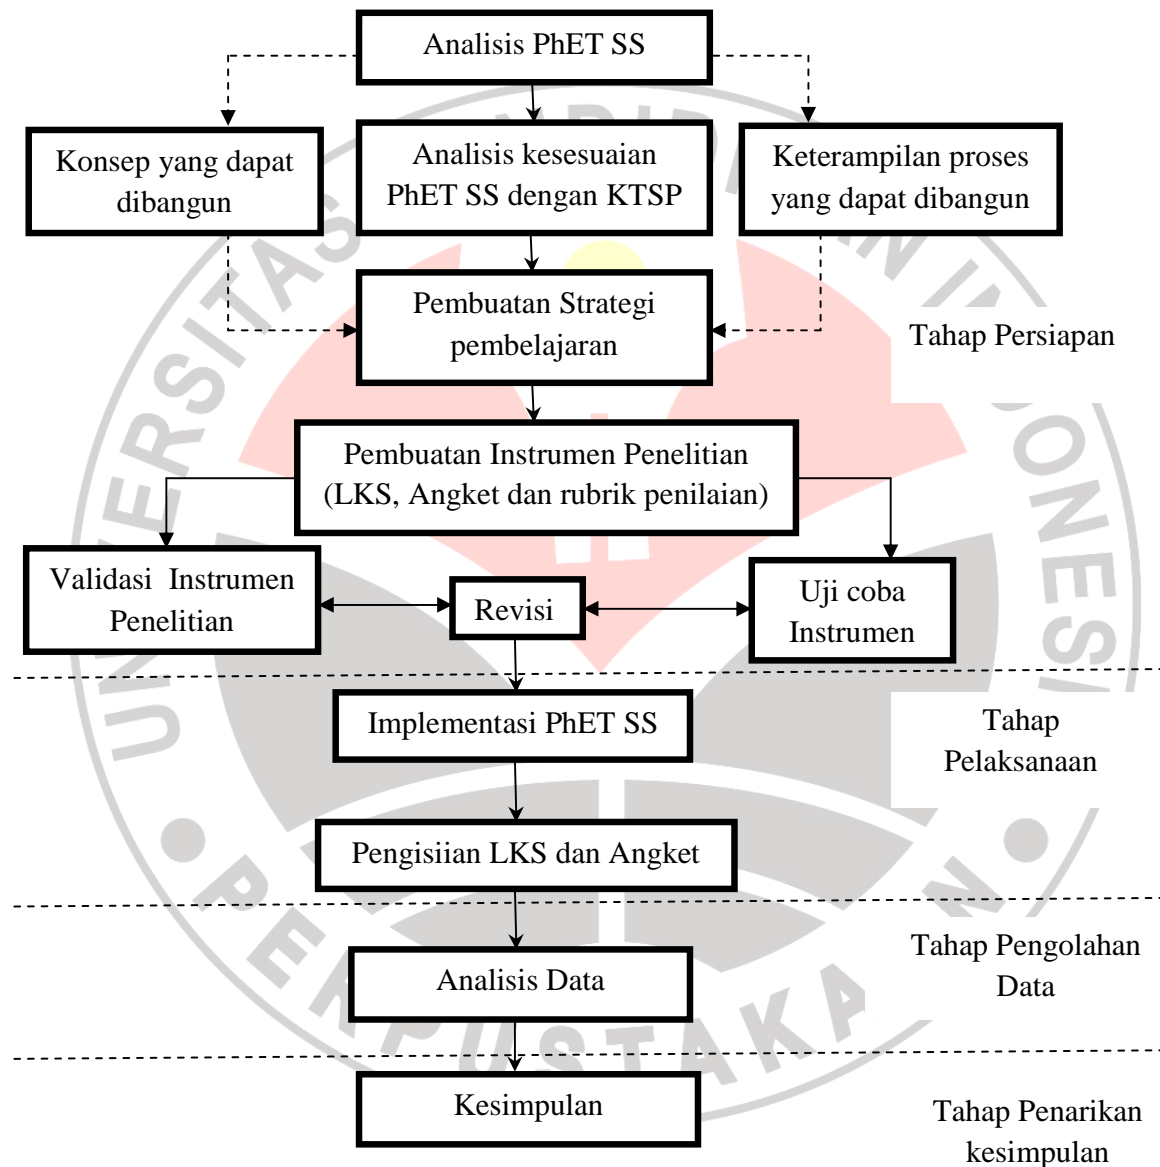 Analisis PhET SS
Konsep yang dapat
dibangun
Analisis kesesuaian
PhET SS dengan KTSP
Keterampilan proses
yang dapat dibangun
Pembuatan Strategi
pembelajaran
Tahap Persiapan
Pembuatan Instrumen Penelitian
(LKS, Angket dan rubrik penilaian)
Validasi Instrumen
Penelitian
Revisi
Uji coba
Instrumen
Implementasi PhET SS
Tahap
Pelaksanaan
Pengisiian LKS dan Angket
Tahap Pengolahan
Data
Analisis Data
Kesimpulan
Tahap Penarikan
kesimpulan
PERPUSTAKAAN